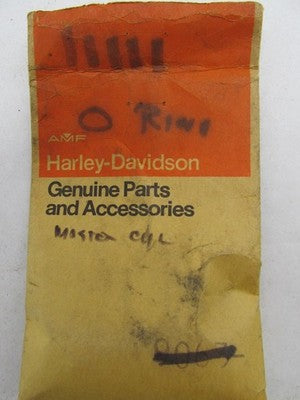 O RING
AMF
Harley-Davidson
Genuine Parts
and Accessories
MASTER CYL